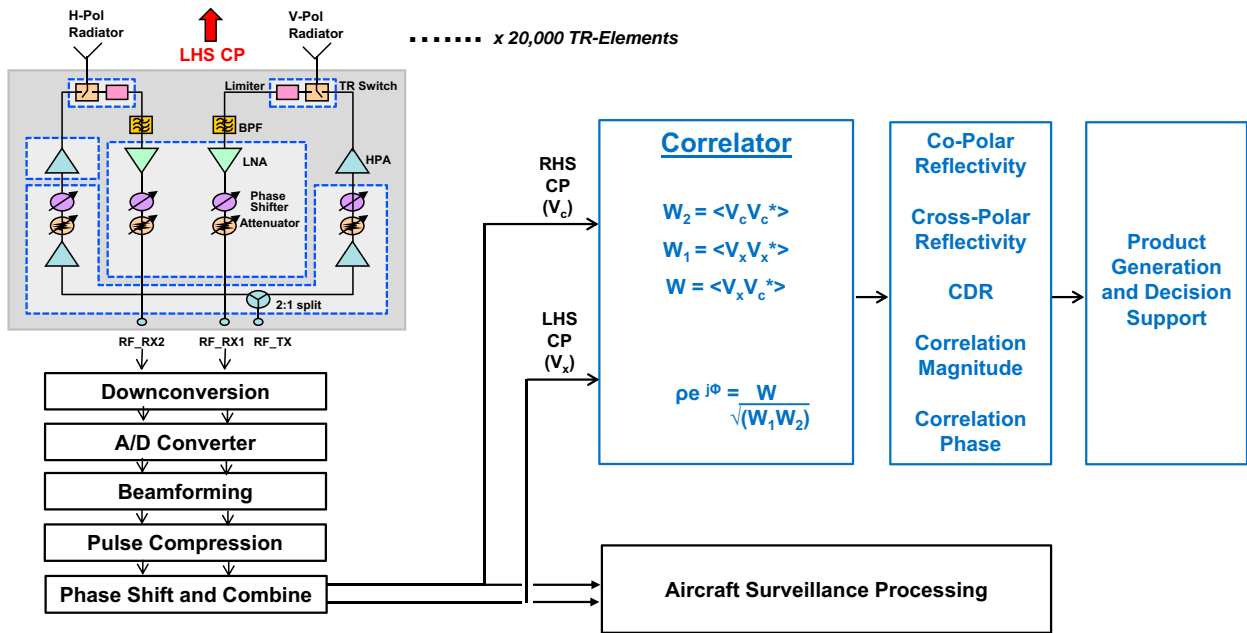 H-Pol
Radiator
LHS CP
V-Pol
Radiator
x 20,000 TR-Elements
Limiter
TR Switch
BPF
LNA
HPA
Phase
Shifter
Attenuator
2:1 split
RF_RX2
RF_RX1
RF_TX
Downconversion
A/D Converter
Beamforming
Pulse Compression
Phase Shift and Combine
RHS
CP
(Vc)
LHS
CP
(Vx)
Correlator
W2 = <VcVc*>
W1 = <VxVx*>
W = <VxVc*>
ρe jΦ = W
√(W1W2)
Co-Polar
Reflectivity
Cross-Polar
Reflectivity
CDR
Correlation
Magnitude
Correlation
Phase
Product
Generation
and Decision
Support
Aircraft Surveillance Processing